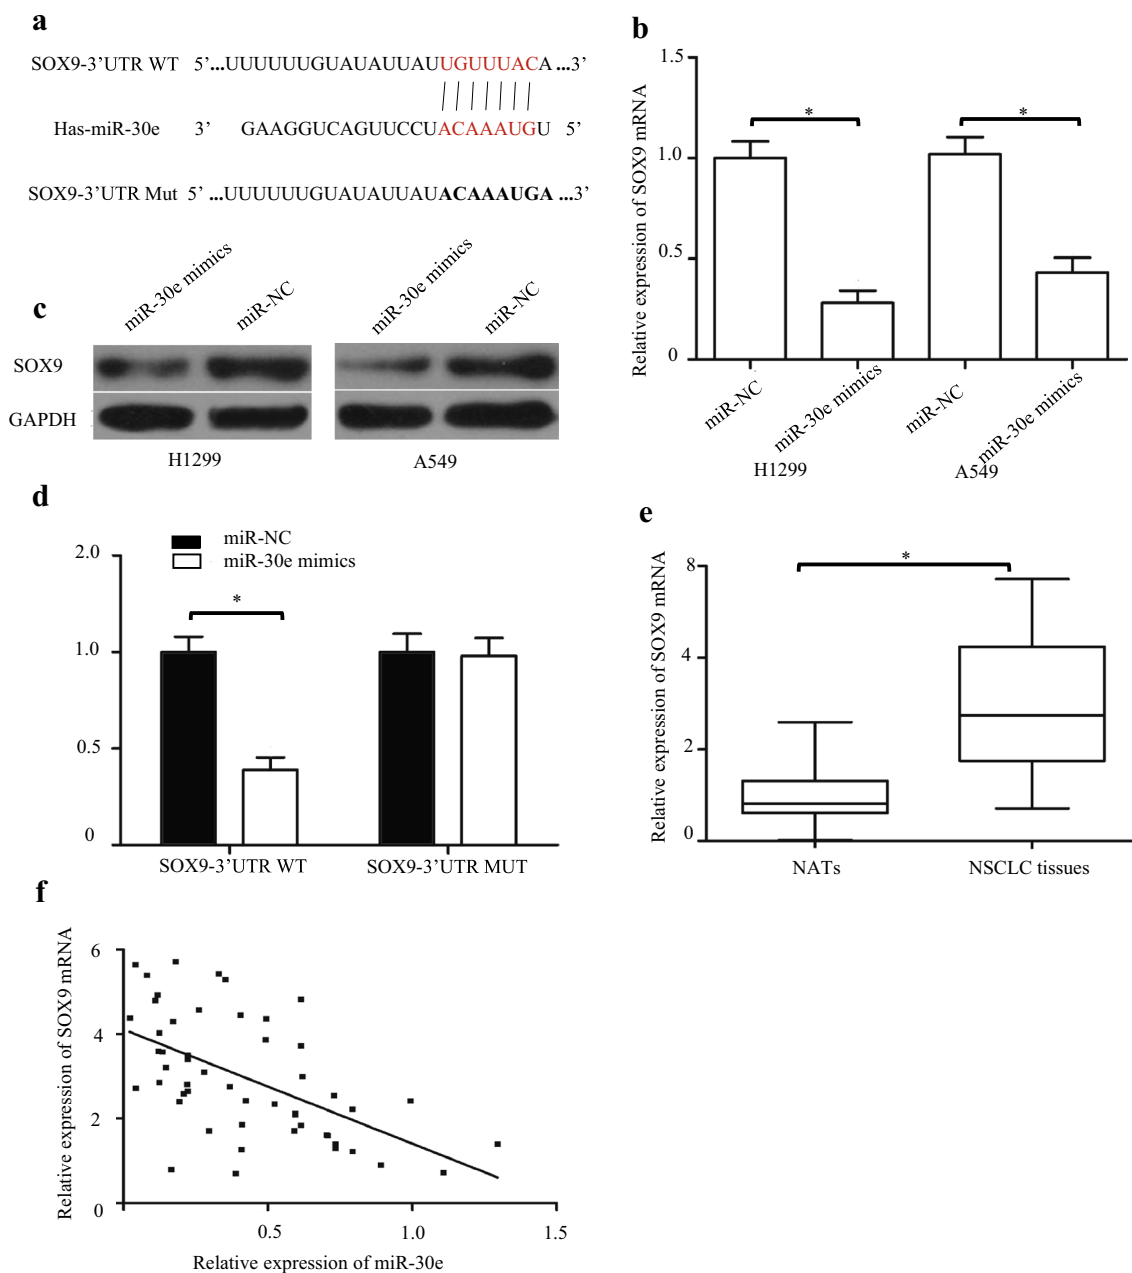 a
SOX9-3’UTR WT 5’...UUUUUUGUAUAUUAUUGUUUACA ...3’
Has-miR-30e 3’ GAAGGUCAGUUCCUACAAAUGU 5’
SOX9-3’UTR Mut 5’ ...UUUUUUGUAUAUUAUACAAAUGA ...3’
b
Relative expression of SOX9 mRNA
1.5
1.0
0.5
0
*
*
miR-NC
miR-30e mimics
miR-NC
miR-30e mimics
H1299
A549
c
miR-30e mimics
miR-NC
miR-30e mimics
miR-NC
SOX9
GAPDH
H1299
A549
d
miR-NC
miR-30e mimics
2.0
1.0
0.5
0
*
SOX9-3’UTR WT
SOX9-3’UTR MUT
e
Relative expression of SOX9 mRNA
8
4
2
0
*
NATs
NSCLC tissues
f
Relative expression of SOX9 mRNA
6
4
2
0
0.5
1.0
1.5
Relative expression of miR-30e